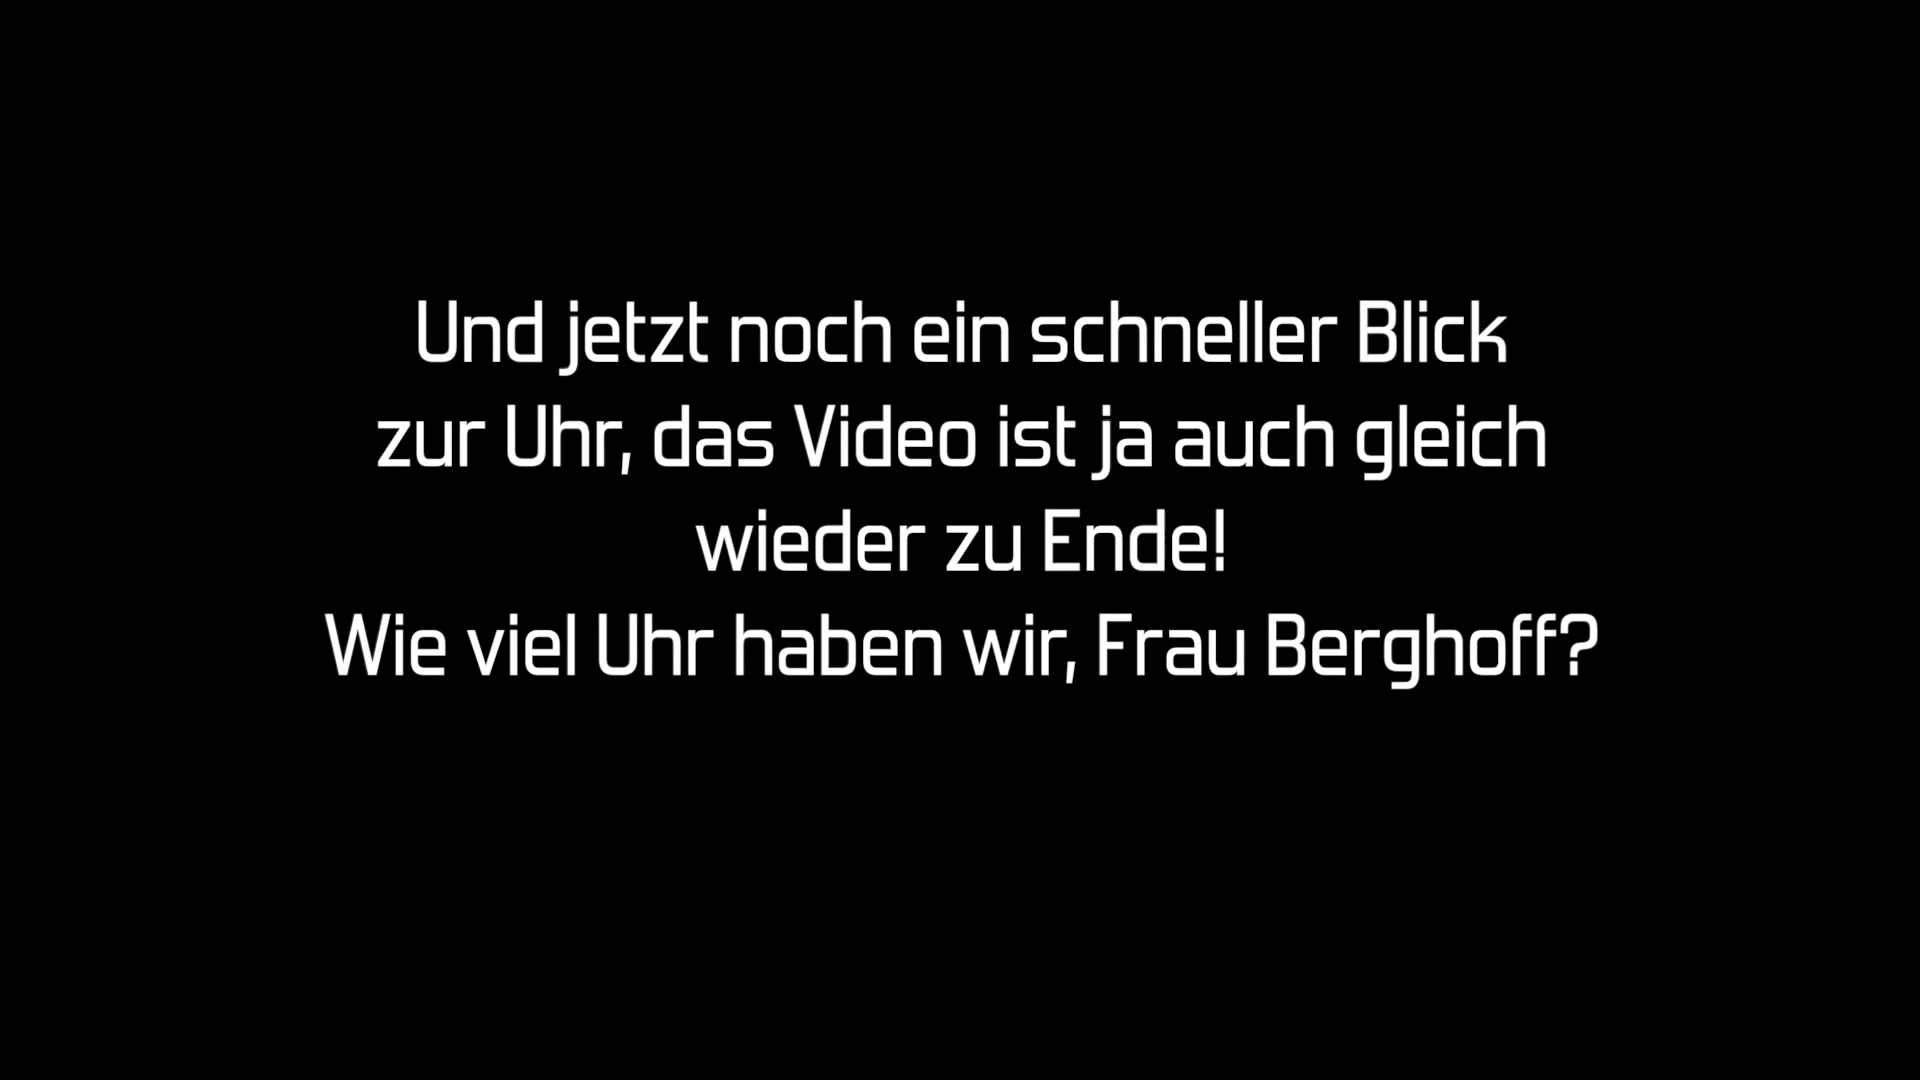 Und jetzt noch ein schneller Blick
zur Uhr, das Video ist ja auch gleich
wieder zu Ende!
Wie viel Uhr haben wir, Frau Berghoff?